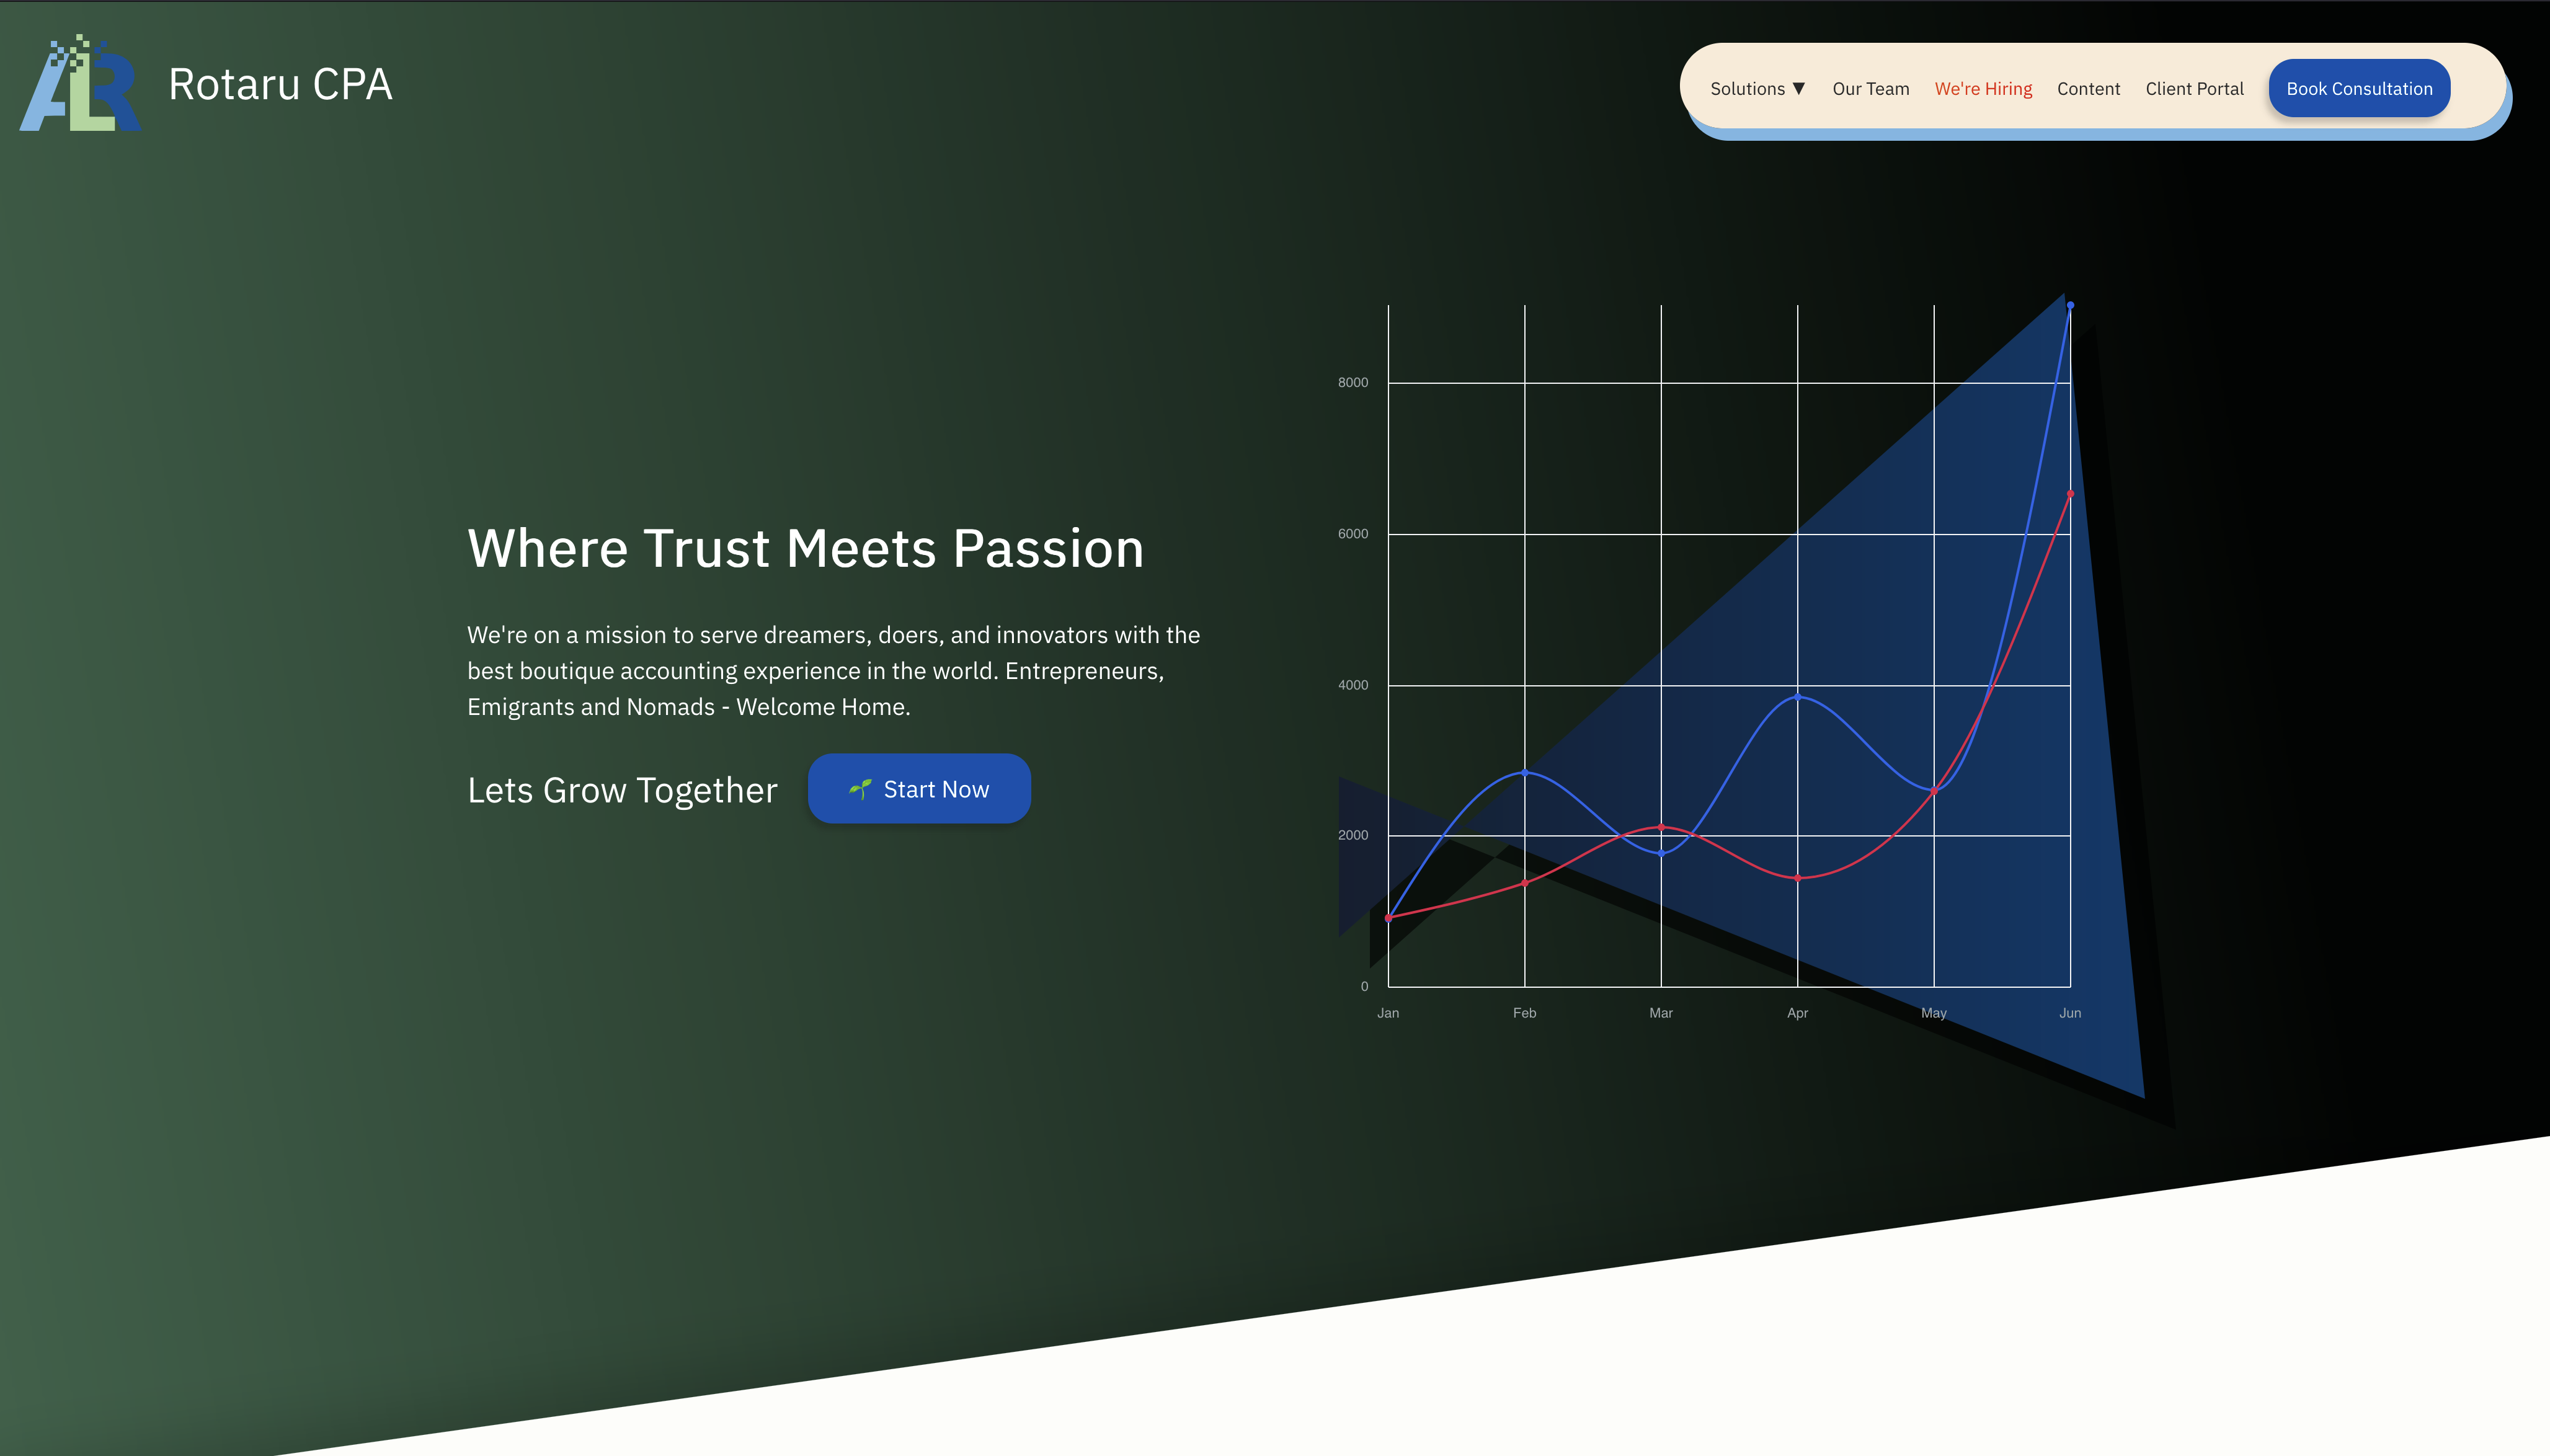 ALR
Rotaru CPA
Solutions ▼ Our Team We're Hiring Content Client Portal Book Consultation
Where Trust Meets Passion
We're on a mission to serve dreamers, doers, and innovators with the
best boutique accounting experience in the world. Entrepreneurs,
Emigrants and Nomads - Welcome Home.
Lets Grow Together
🌱 Start Now
8000
6000
4000
2000
0
Jan Feb Mar Apr May Jun